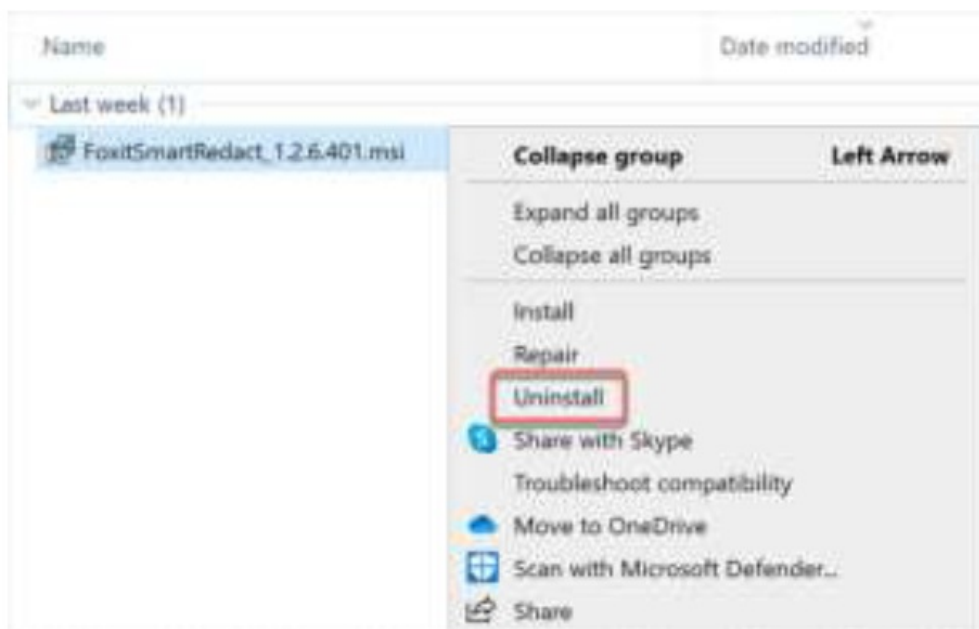 Name Date modified
Last week (1)
FoxitSmartRedact_1.2.6.401.msi
Collapse group Left Arrow
Expand all groups
Collapse all groups
Install
Repair
Uninstall
Share with Skype
Troubleshoot compatibility
Move to OneDrive
Scan with Microsoft Defender...
Share